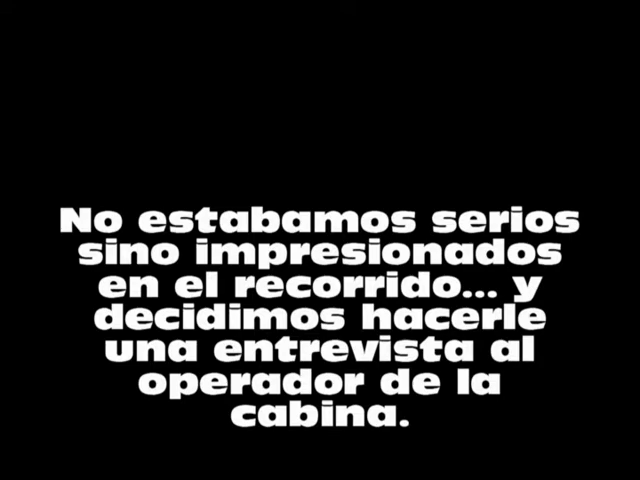 No estabamos serios
sino impresionados
en el recorrido... y
decidimos hacerle
una entrevista al
operador de la
cabina.